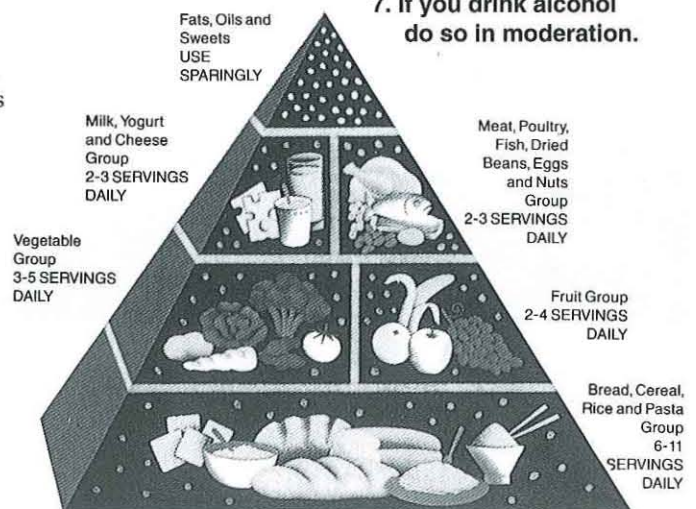 7. If you drink alcohol
do so in moderation.
Fats, Oils and
Sweets
USE
SPARINGLY
Milk, Yogurt
and Cheese
Group
2-3 SERVINGS
DAILY
Meat, Poultry,
Fish, Dried
Beans, Eggs
and Nuts
Group
2-3 SERVINGS
DAILY
Vegetable
Group
3-5 SERVINGS
DAILY
Fruit Group
2-4 SERVINGS
DAILY
Bread, Cereal,
Rice and Pasta
Group
6-11
SERVINGS
DAILY